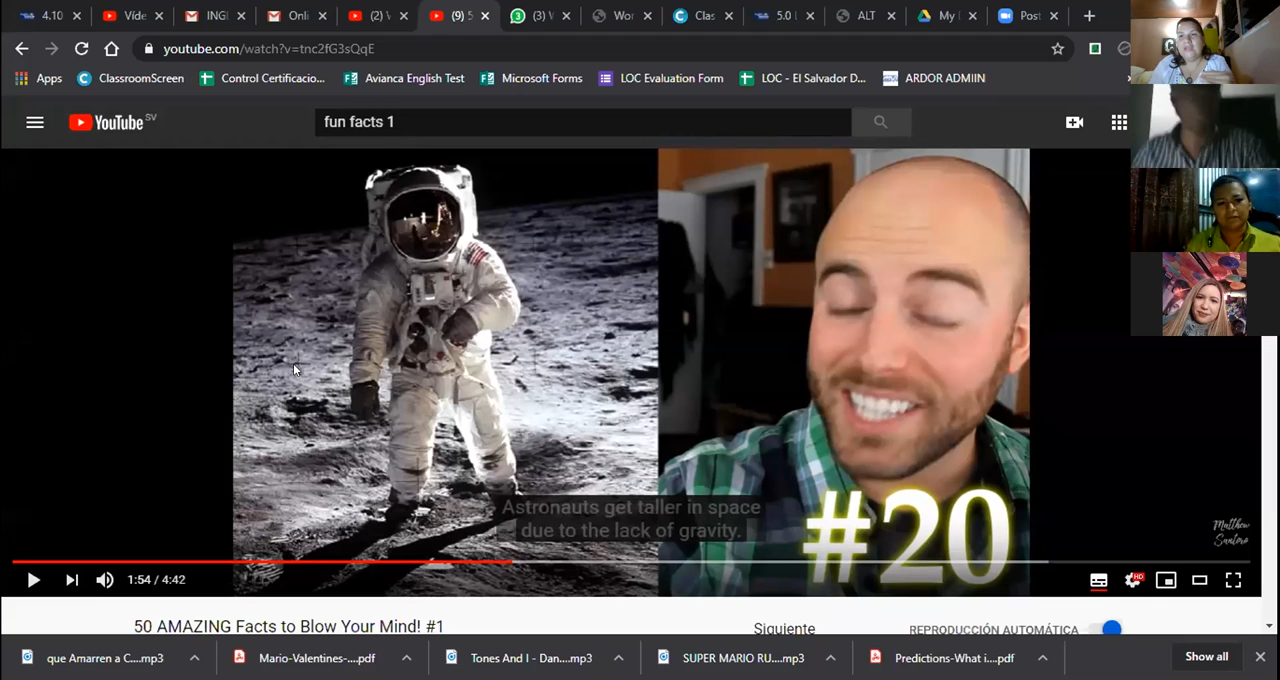 4.10
Vide
INGI
Onli
(2) V
(9) 5
(3) W
Wor
Clas
5.0 I
ALT
My D
Post
youtube.com/watch?v=tnc2fG3sQqE
Apps
ClassroomScreen
Control Certificacio...
Avianca English Test
Microsoft Forms
LOC Evaluation Form
LOC - El Salvador D...
ARDOR ADMIIN
YouTube SV
fun facts 1
Astronauts get taller in space
due to the lack of gravity.
#20
Matthew
Santoro
1:54 / 4:42
HD
50 AMAZING Facts to Blow Your Mind! #1
Siguiente
REPRODUCCIÓN AUTOMÁTICA
que Amarren a C....mp3
Mario-Valentines-....pdf
Tones And I - Dan....mp3
SUPER MARIO RU....mp3
Predictions-What i....pdf
Show all